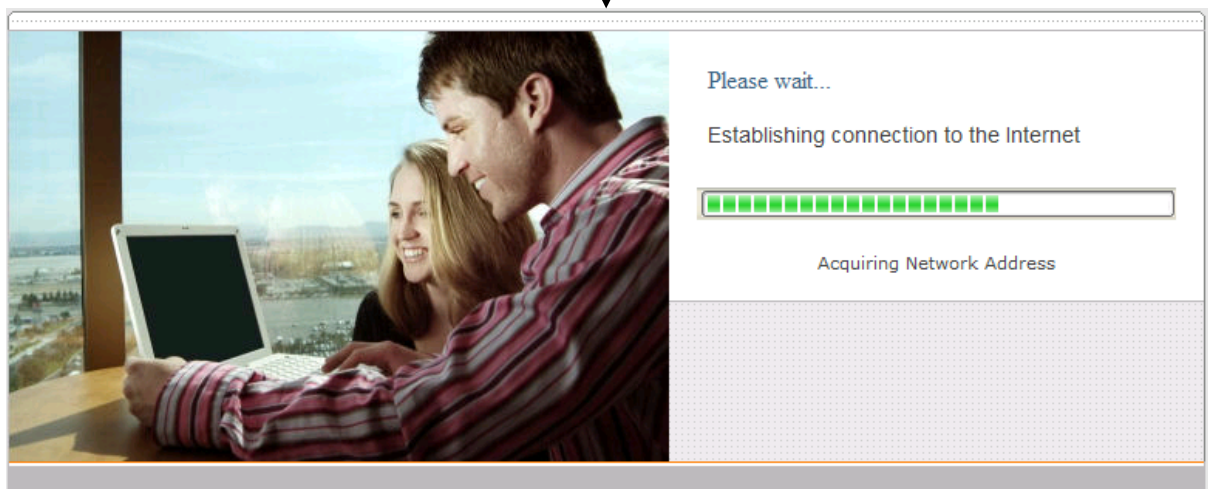 Please wait...
Establishing connection to the Internet
Acquiring Network Address